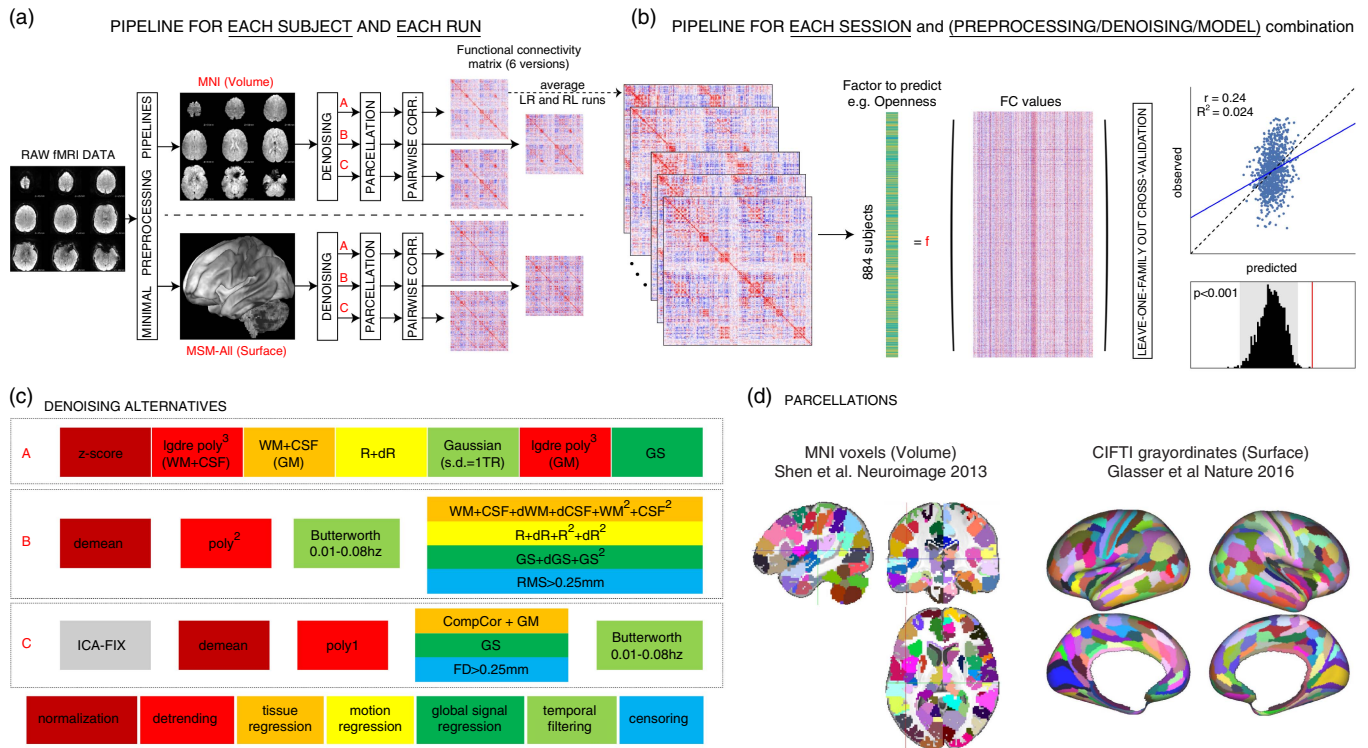 (a)
PIPELINE FOR EACH SUBJECT AND EACH RUN
RAW fMRI DATA
MINIMAL PREPROCESSING PIPELINES
MNI (Volume)
MSM-All (Surface)
DENOISING
A
B
C
PARCELLATION
PAIRWISE CORR.
DENOISING
A
B
C
PARCELLATION
PAIRWISE CORR.
Functional connectivity
matrix (6 versions)
average
LR and RL runs
(b)
PIPELINE FOR EACH SESSION and (PREPROCESSING/DENOISING/MODEL) combination
Factor to predict
e.g. Openness
884 subjects
= f
FC values
LEAVE-ONE-FAMILY OUT CROSS-VALIDATION
r = 0.24
R² = 0.024
observed
predicted
p<0.001
(c)
DENOISING ALTERNATIVES
A
z-score
lgdre poly³
(WM+CSF)
WM+CSF
(GM)
R+dR
Gaussian
(s.d.=1TR)
lgdre poly³
(GM)
GS
B
demean
poly²
Butterworth
0.01-0.08hz
WM+CSF+dWM+dCSF+WM²+CSF²
R+dR+R²+dR²
GS+dGS+GS²
RMS>0.25mm
C
ICA-FIX
demean
poly1
CompCor + GM
GS
FD>0.25mm
Butterworth
0.01-0.08hz
normalization
detrending
tissue
regression
motion
regression
global signal
regression
temporal
filtering
censoring
(d)
PARCELLATIONS
MNI voxels (Volume)
Shen et al. Neuroimage 2013
CIFTI grayordinates (Surface)
Glasser et al Nature 2016